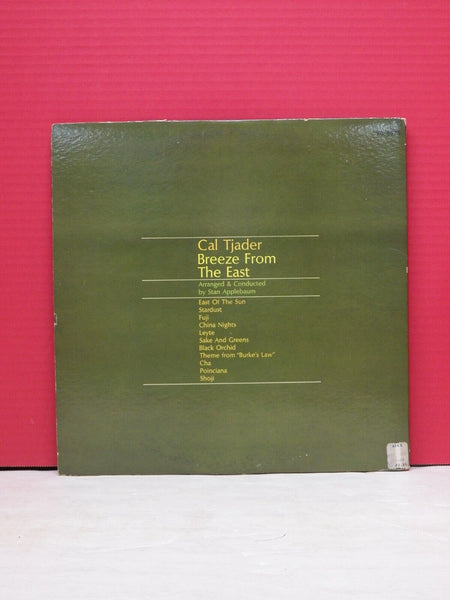 Cal Tjader
Breeze From
The East
Arranged & Conducted
by Stan Applebaum
East Of The Sun
Stardust
Fuji
China Nights
Leyte
Sake And Greens
Black Orchid
Theme from "Burke's Law"
Cha
Poinciana
Shoji